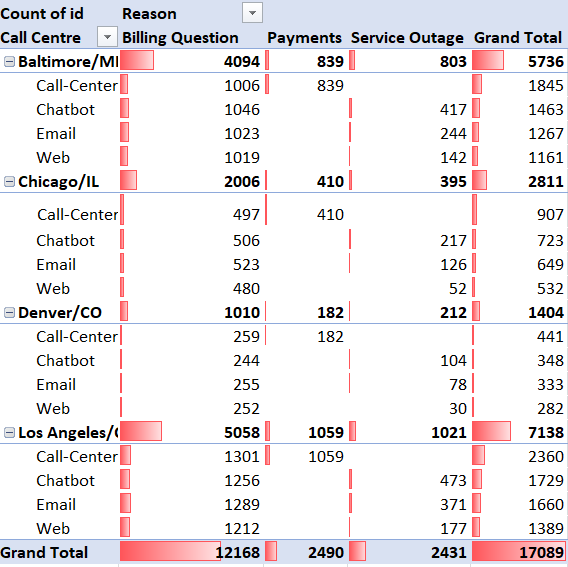 Count of id Reason
Call Centre Billing Question Payments Service Outage Grand Total
Baltimore/MI 4094 839 803 5736
Call-Center 1006 839 1845
Chatbot 1046 417 1463
Email 1023 244 1267
Web 1019 142 1161
Chicago/IL 2006 410 395 2811
Call-Center 497 410 907
Chatbot 506 217 723
Email 523 126 649
Web 480 52 532
Denver/CO 1010 182 212 1404
Call-Center 259 182 441
Chatbot 244 104 348
Email 255 78 333
Web 252 30 282
Los Angeles/ 5058 1059 1021 7138
Call-Center 1301 1059 2360
Chatbot 1256 473 1729
Email 1289 371 1660
Web 1212 177 1389
Grand Total 12168 2490 2431 17089